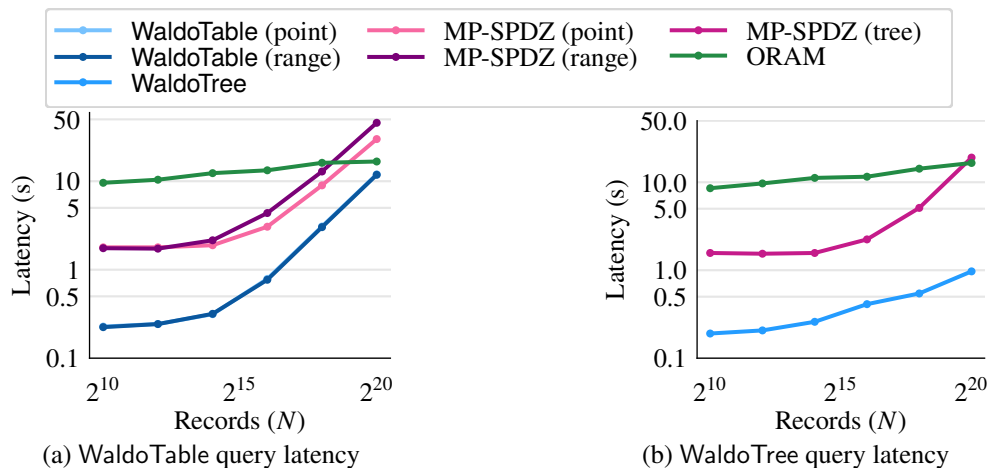 WaldoTable (point)
MP-SPDZ (point)
MP-SPDZ (tree)
WaldoTable (range)
MP-SPDZ (range)
ORAM
WaldoTree
Latency (s)
50
10
5
1
0.5
0.1
2^10
2^15
2^20
Records (N)
(a) WaldoTable query latency
Latency (s)
50.0
10.0
5.0
1.0
0.5
0.1
2^10
2^15
2^20
Records (N)
(b) WaldoTree query latency